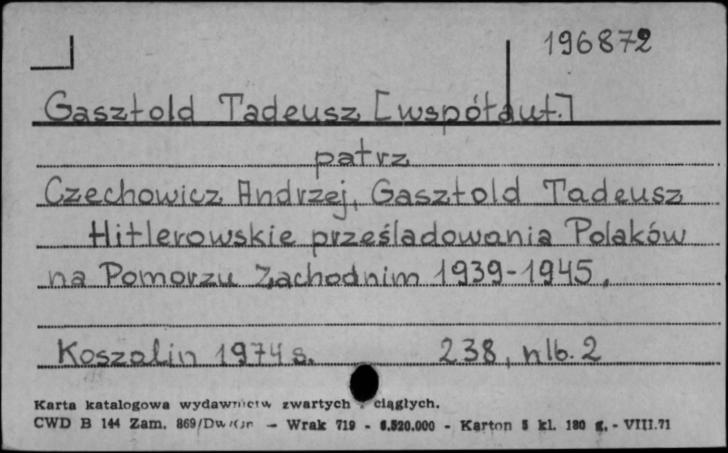 196872
Gasztold Tadeusz [współaut.]
patrz
Czechowicz Andrzej, Gasztold Tadeusz
Hitlerowskie prześladowania Polaków
na Pomorzu Zachodnim 1939-1945.
Koszalin 1974 s. 238, nlb. 2
Karta katalogowa wydawnictw zwartych i ciągłych.
CWD B 144 Zam. 869/ — Wrak 719 - 6.520.000 - Karton 5 kl. 180 g. - VIII.71